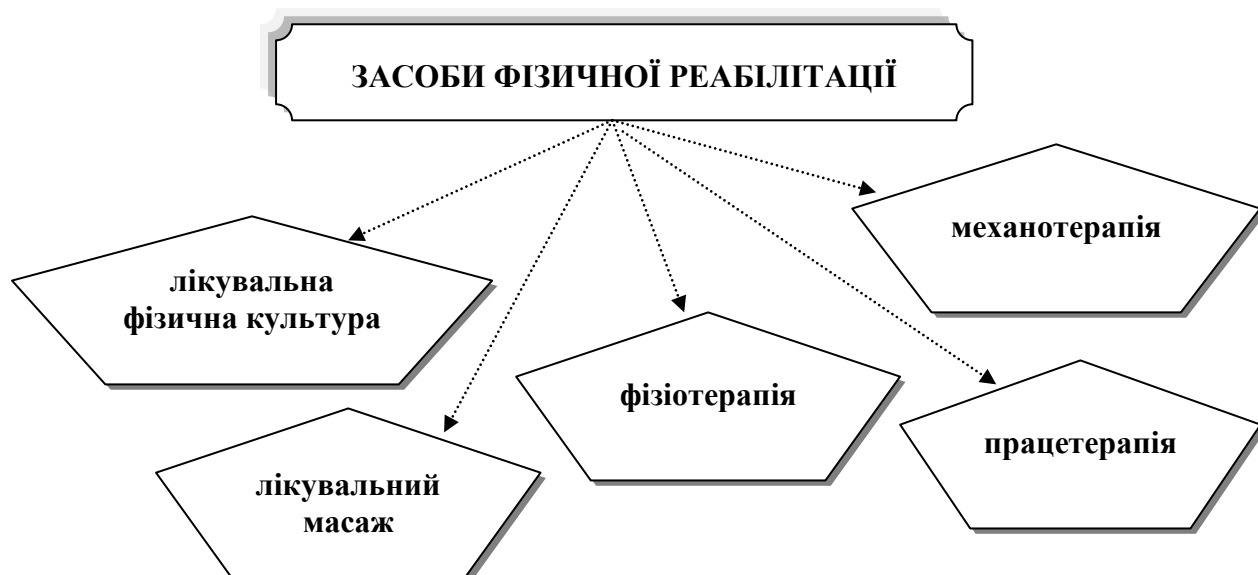 ЗАСОБИ ФІЗИЧНОЇ РЕАБІЛІТАЦІЇ
механотерапія
лікувальна
фізична культура
фізіотерапія
працетерапія
лікувальний
масаж